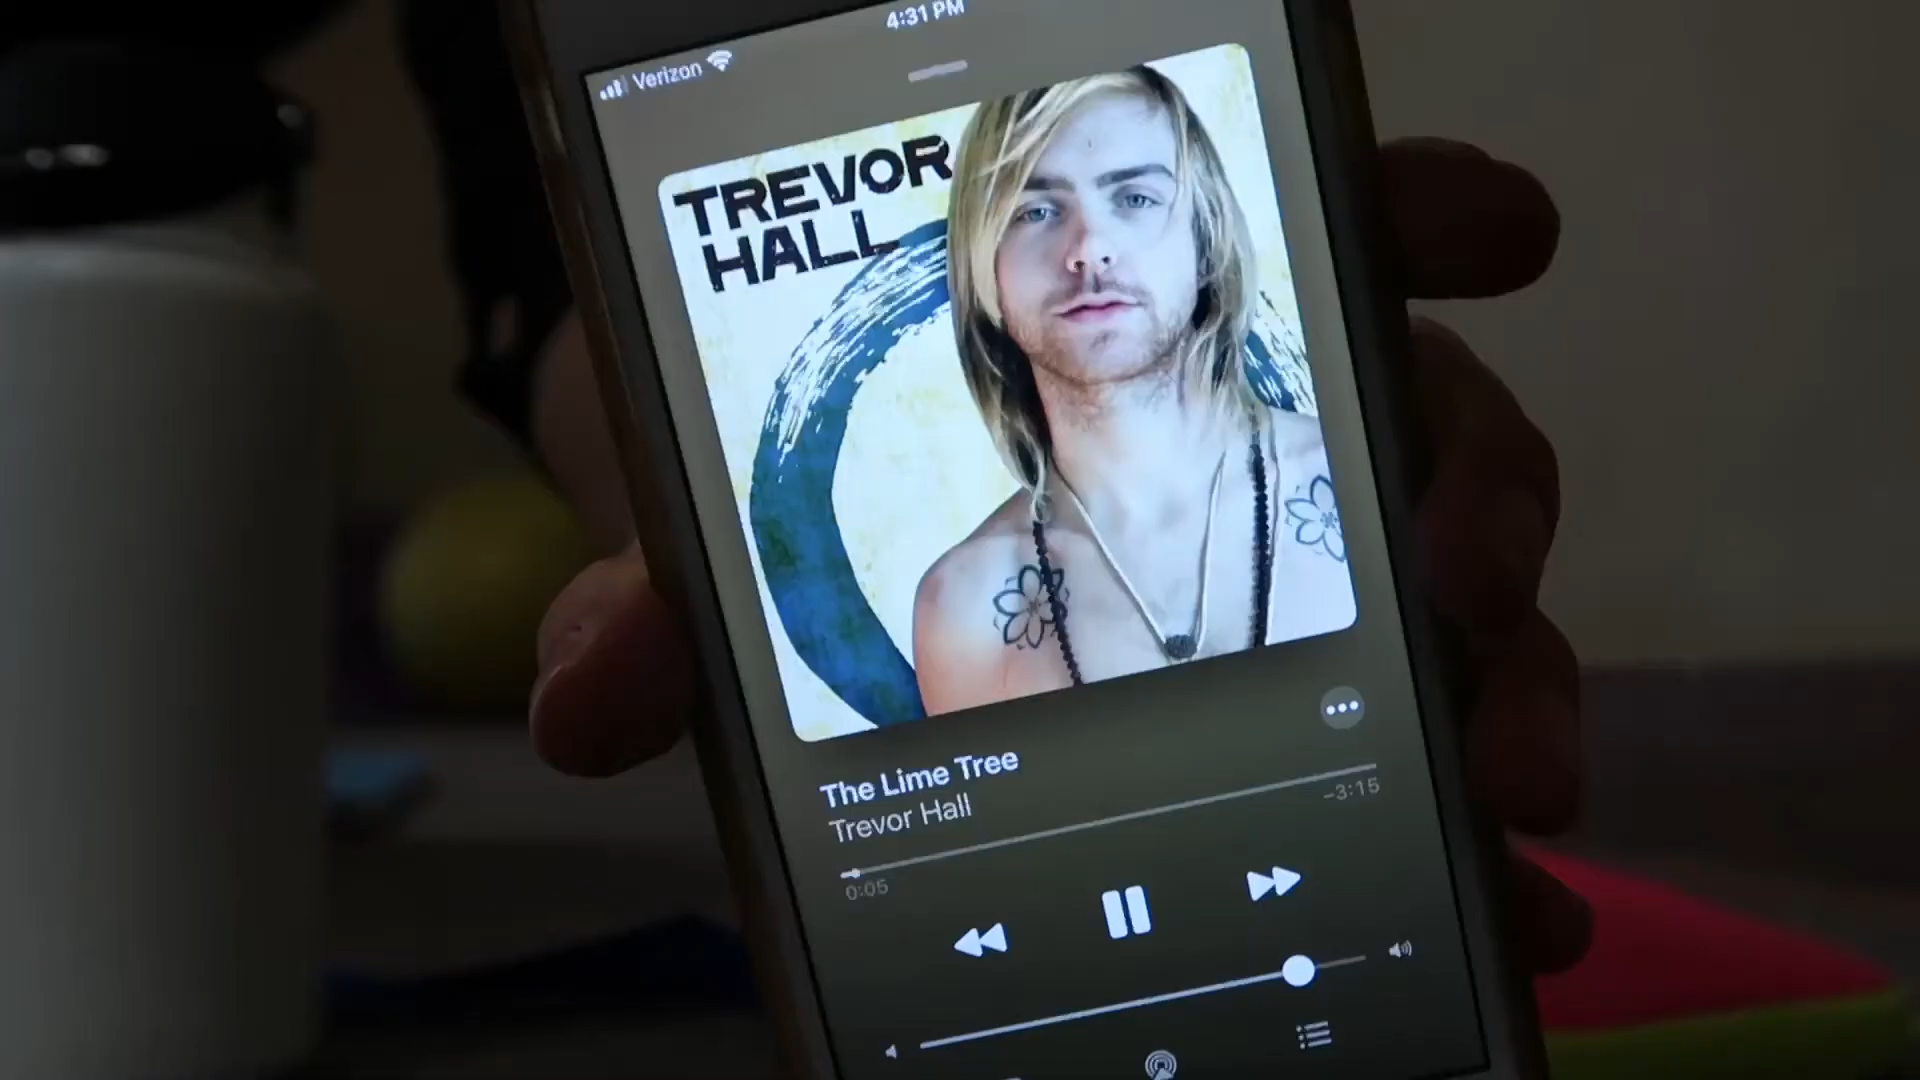 4:31 PM
Verizon
TREVOR
HALL
The Lime Tree
Trevor Hall
0:05
-3:15